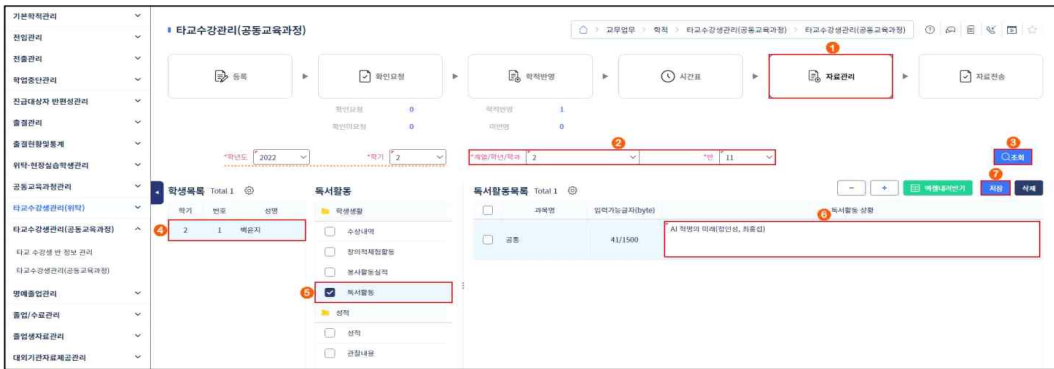 기본학적관리
전입관리
전출관리
학업중단관리
진급대상자 반편성관리
출결관리
출결현황및통계
위탁·현장실습학생관리
공동교육과정관리
타교수강생관리(위탁)
타교수강생관리(공동교육과정)
타교 수강생 반 정보 관리
타교수강생관리(공동교육과정)
명예졸업관리
졸업/수료관리
졸업생자료관리
대외기관자료제공관리
타교수강관리(공동교육과정)
> 교무업무 > 학적 > 타교수강생관리(공동교육과정) > 타교수강생관리(공동교육과정)
등록 ▶ 확인요청 ▶ 학적반영 ▶ 시간표 ▶ 1 자료관리 ▶ 자료전송
확인요청 0 학적반영 1
확인미요청 0 미반영 0
*학년도 2022 *학기 2 2 *계열/학년/학과 2 *반 11 3 조회
학생목록 Total 1
학기 번호 성명
4 2 1 백윤지
독서활동
학생생활
수상내역
창의적체험활동
봉사활동실적
5 독서활동
성적
성적
관찰내용
독서활동목록 Total 1 - + 엑셀내려받기 7 저장 삭제
과목명 입력가능글자(byte) 6 독서활동 상황
공통 41/1500 AI 혁명의 미래(정인성, 최홍섭)